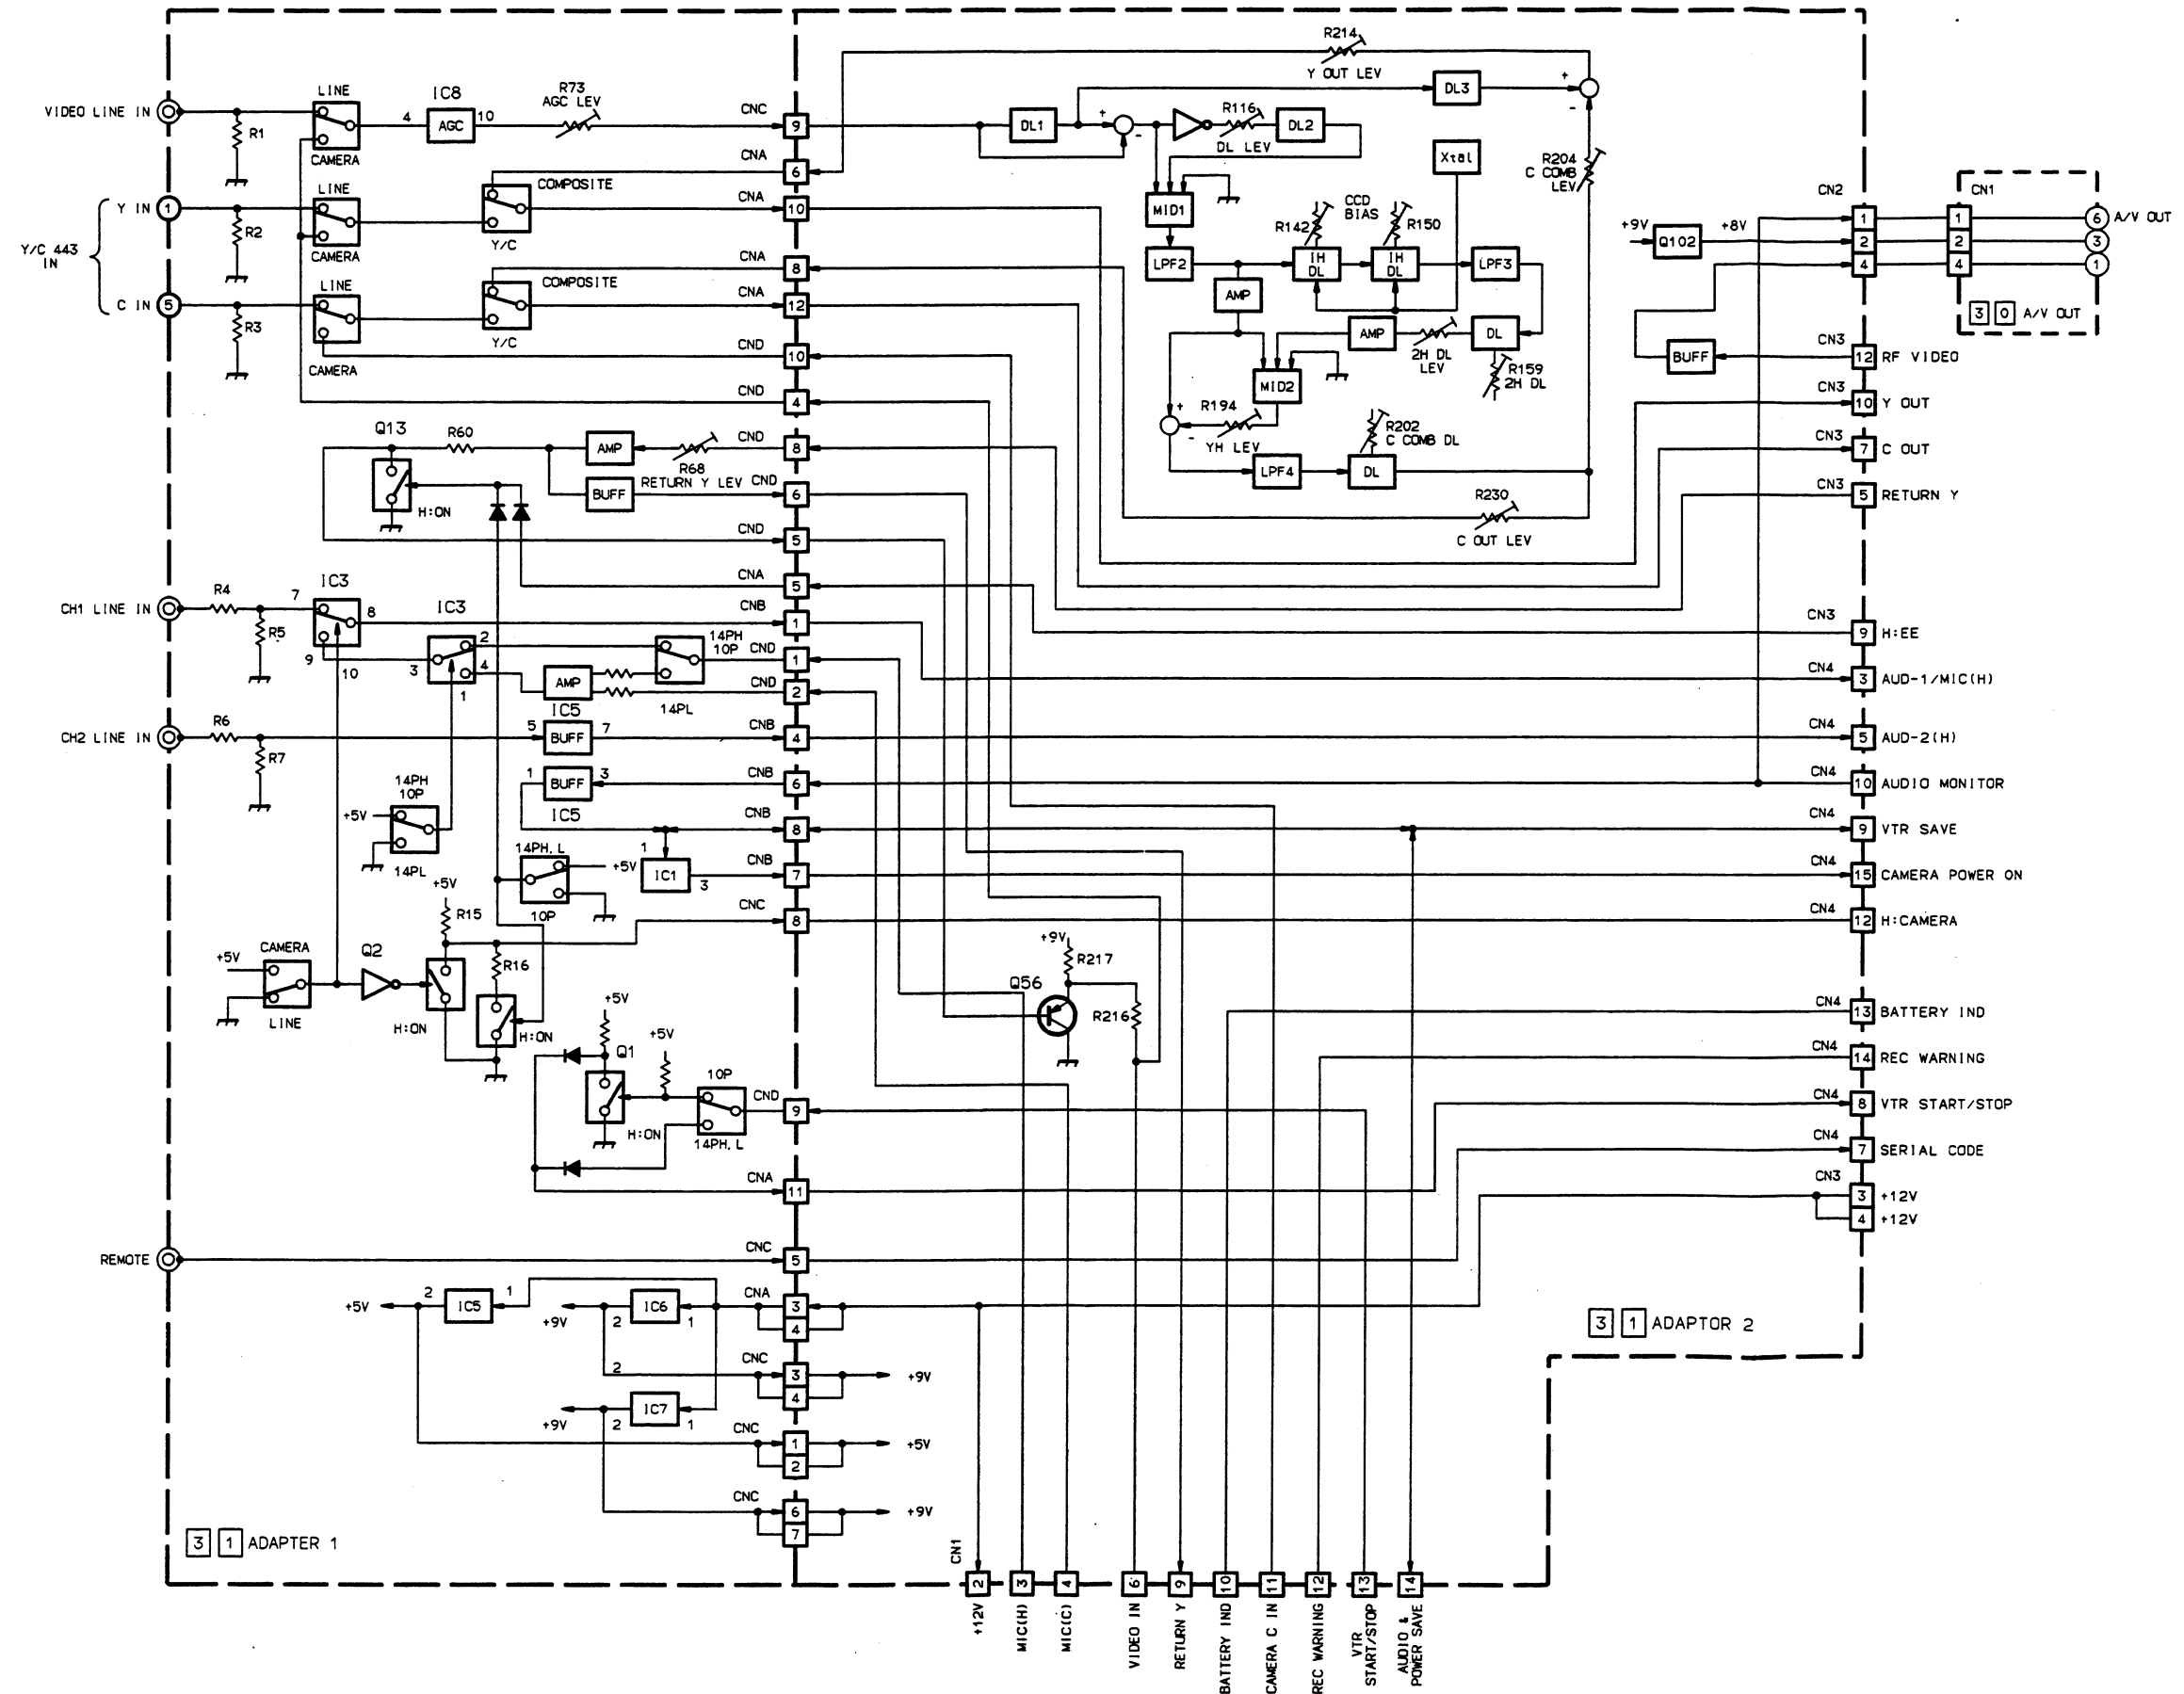 R214
Y OUT LEV
DL3
+
-
VIDEO LINE IN
R1
LINE
CAMERA
IC8
4
AGC
10
R73
AGC LEV
CNC
9
DL1
+
-
R116
DL LEV
DL2
Xtal
R204
C COMB
LEV
CNA
6
Y IN
1
R2
LINE
CAMERA
COMPOSITE
Y/C
CNA
10
MID1
R142
CCD
BIAS
R150
Y/C 443
IN
CNA
8
LPF2
1H
DL
1H
DL
LPF3
AMP
C IN
5
R3
LINE
CAMERA
COMPOSITE
Y/C
CNA
12
AMP
2H DL
LEV
DL
R159
2H DL
CND
10
MID2
CND
4
+
-
R194
YH LEV
R202
C COMB DL
LPF4
DL
R230
C OUT LEV
+9V
Q102
+8V
CN2
1
2
4
CN1
1
2
4
6
3
1
A/V OUT
3 0 A/V OUT
BUFF
CN3
12
RF VIDEO
CN3
10
Y OUT
CN3
7
C OUT
CN3
5
RETURN Y
Q13
H:ON
R60
AMP
R68
RETURN Y LEV
BUFF
CND
8
CND
6
CND
5
CNA
5
CH1 LINE IN
R4
R5
7
IC3
8
9
10
CNB
1
IC3
2
3
4
1
AMP
14PH
10P
14PL
CND
1
CND
2
CH2 LINE IN
R6
R7
IC5
5
BUFF
7
CNB
4
1
BUFF
3
IC5
CNB
6
14PH
10P
+5V
14PL
CNB
8
14PH.L
+5V
10P
1
IC1
3
CNB
7
CNC
8
+5V
R15
R16
CAMERA
+5V
LINE
Q2
H:ON
H:ON
+5V
Q1
H:ON
+5V
10P
14PH.L
CND
9
CNA
11
+9V
R217
Q56
R216
CN3
9
H:EE
CN4
3
AUD-1/MIC(H)
CN4
5
AUD-2(H)
CN4
10
AUDIO MONITOR
CN4
9
VTR SAVE
CN4
15
CAMERA POWER ON
CN4
12
H:CAMERA
CN4
13
BATTERY IND
CN4
14
REC WARNING
CN4
8
VTR START/STOP
CN4
7
SERIAL CODE
CN3
3
+12V
4
+12V
REMOTE
CNC
5
+5V
2
IC5
1
+9V
2
IC6
1
CNA
3
4
2
CNC
3
4
+9V
+9V
2
IC7
1
CNC
1
2
+5V
CNC
6
7
+9V
3 1 ADAPTER 1
3 1 ADAPTOR 2
CN1
2
+12V
3
MIC(H)
4
MIC(C)
6
VIDEO IN
9
RETURN Y
10
BATTERY IND
11
CAMERA C IN
12
REC WARNING
13
VTR
START/STOP
14
AUDIO &
POWER SAVE